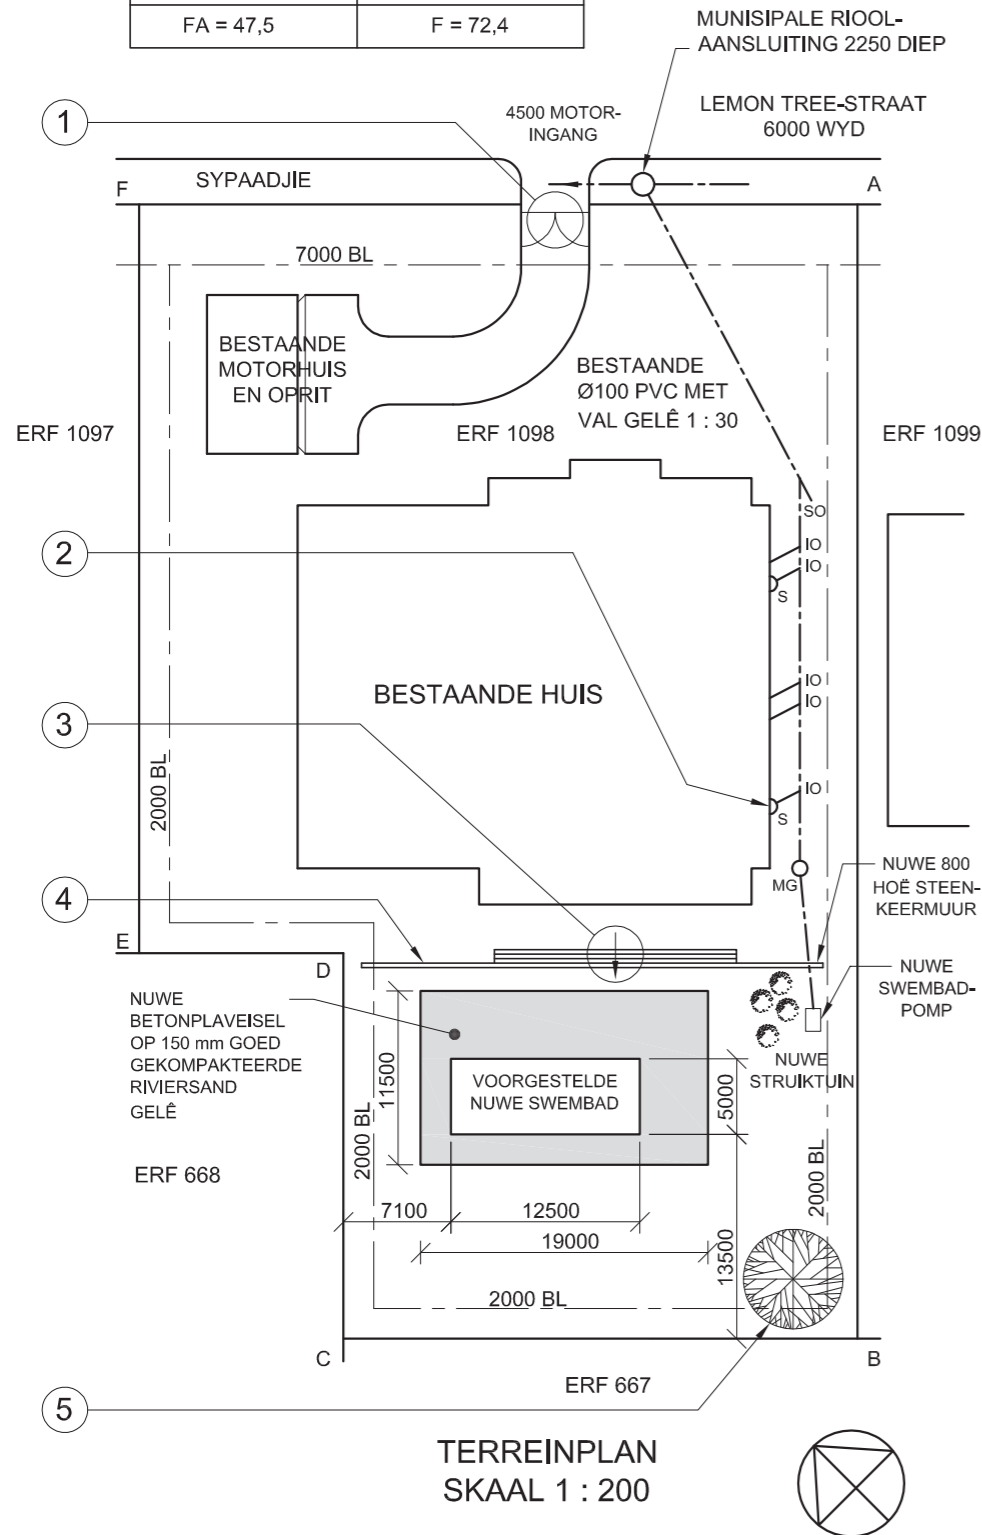 FA = 47,5
F = 72,4
MUNISIPALE RIOOL-
AANSLUITING 2250 DIEP
1
4500 MOTOR-
INGANG
LEMON TREE-STRAAT
6000 WYD
F
SYPAADJIE
A
7000 BL
BESTAANDE
MOTORHUIS
EN OPRIT
BESTAANDE
Ø100 PVC MET
VAL GELÊ 1 : 30
ERF 1097
ERF 1098
ERF 1099
SO
2
IO
IO
S
BESTAANDE HUIS
IO
IO
3
2000 BL
IO
S
MG
NUWE 800
HOË STEEN-
KEERMUUR
4
E
D
NUWE
SWEMBAD-
POMP
NUWE
BETONPLAVEISEL
OP 150 mm GOED
GEKOMPAKTEERDE
RIVIERSAND
GELÊ
NUWE
STRUIKTUIN
VOORGESTELDE
NUWE SWEMBAD
11500
5000
2000 BL
2000 BL
ERF 668
7100
12500
19000
13500
2000 BL
C
B
ERF 667
5
TERREINPLAN
SKAAL 1 : 200